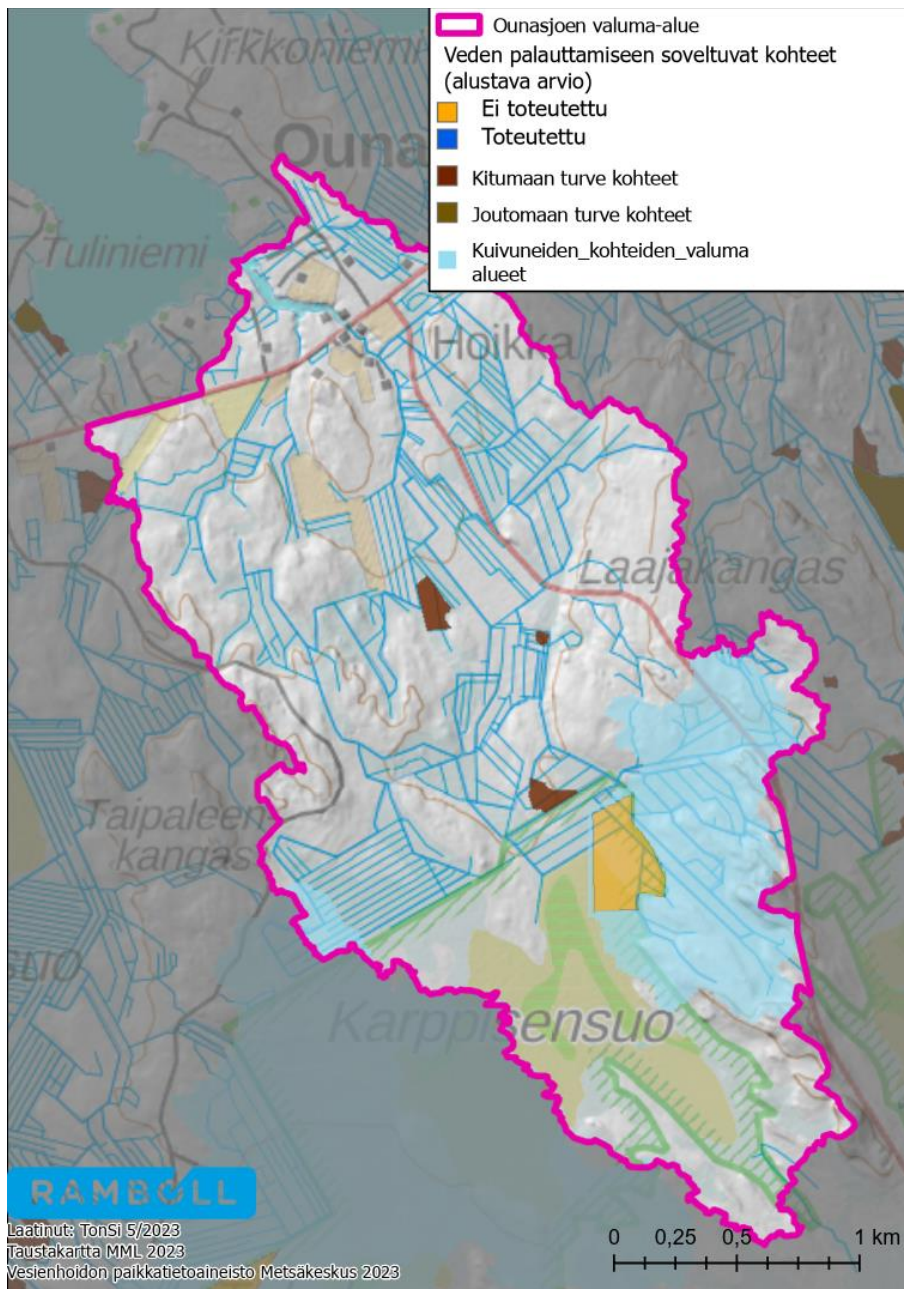 Ounasjoen valuma-alue
Veden palauttamiseen soveltuvat kohteet
(alustava arvio)
Ei toteutettu
Toteutettu
Kitumaan turve kohteet
Joutomaan turve kohteet
Kuivuneiden_kohteiden_valuma
alueet
Kirkkoniemi
Ouna
Tuliniemi
Hoikka
Laajakangas
Taipaleen
kangas
suo
Karppisensuo
RAMBOLL
Laatinut: TonSi 5/2023
Taustakartta MML 2023
Vesienhoidon paikkatietoaineisto Metsäkeskus 2023
0 0,25 0,5 1 km